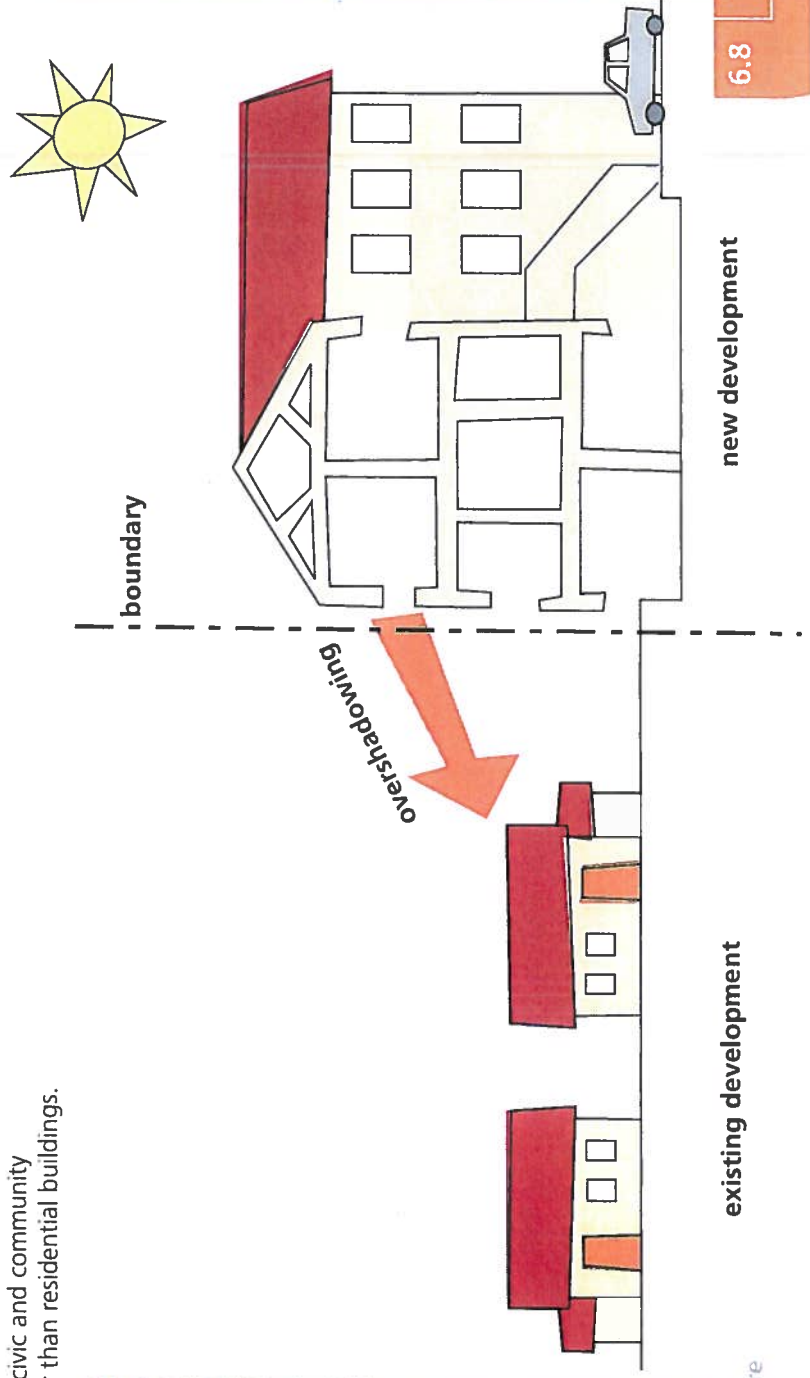 civic and community
than residential buildings.
boundary
overshadowing
existing development
new development
6.8